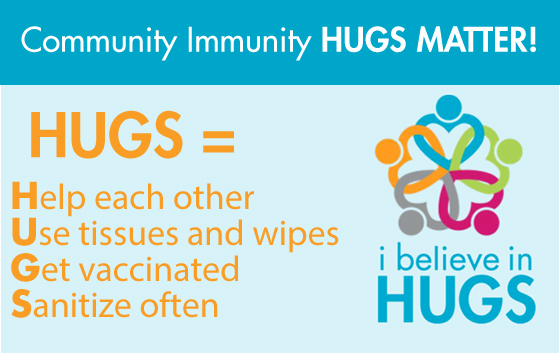 Community Immunity HUGS MATTER!
HUGS =
Help each other
Use tissues and wipes
Get vaccinated
Sanitize often
i believe in
HUGS